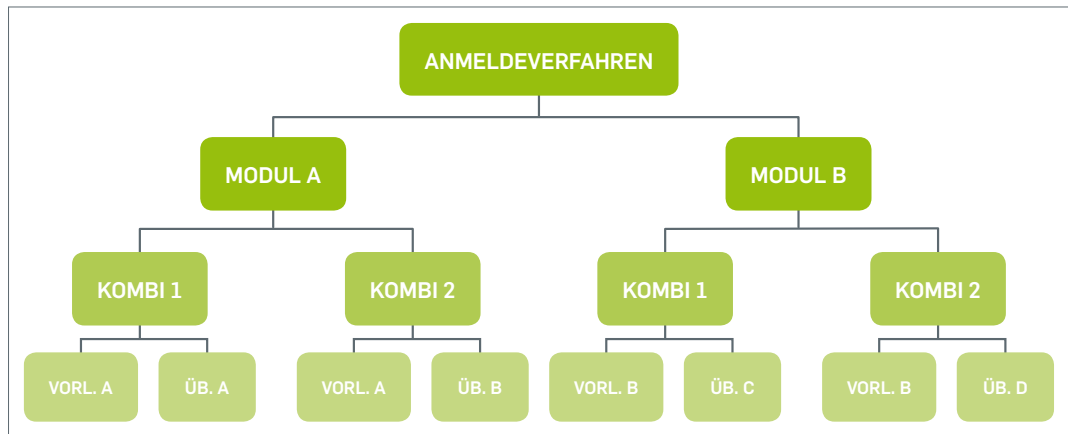 ANMELDEVERFAHREN
MODUL A
MODUL B
KOMBI 1
KOMBI 2
KOMBI 1
KOMBI 2
VORL. A
ÜB. A
VORL. A
ÜB. B
VORL. B
ÜB. C
VORL. B
ÜB. D